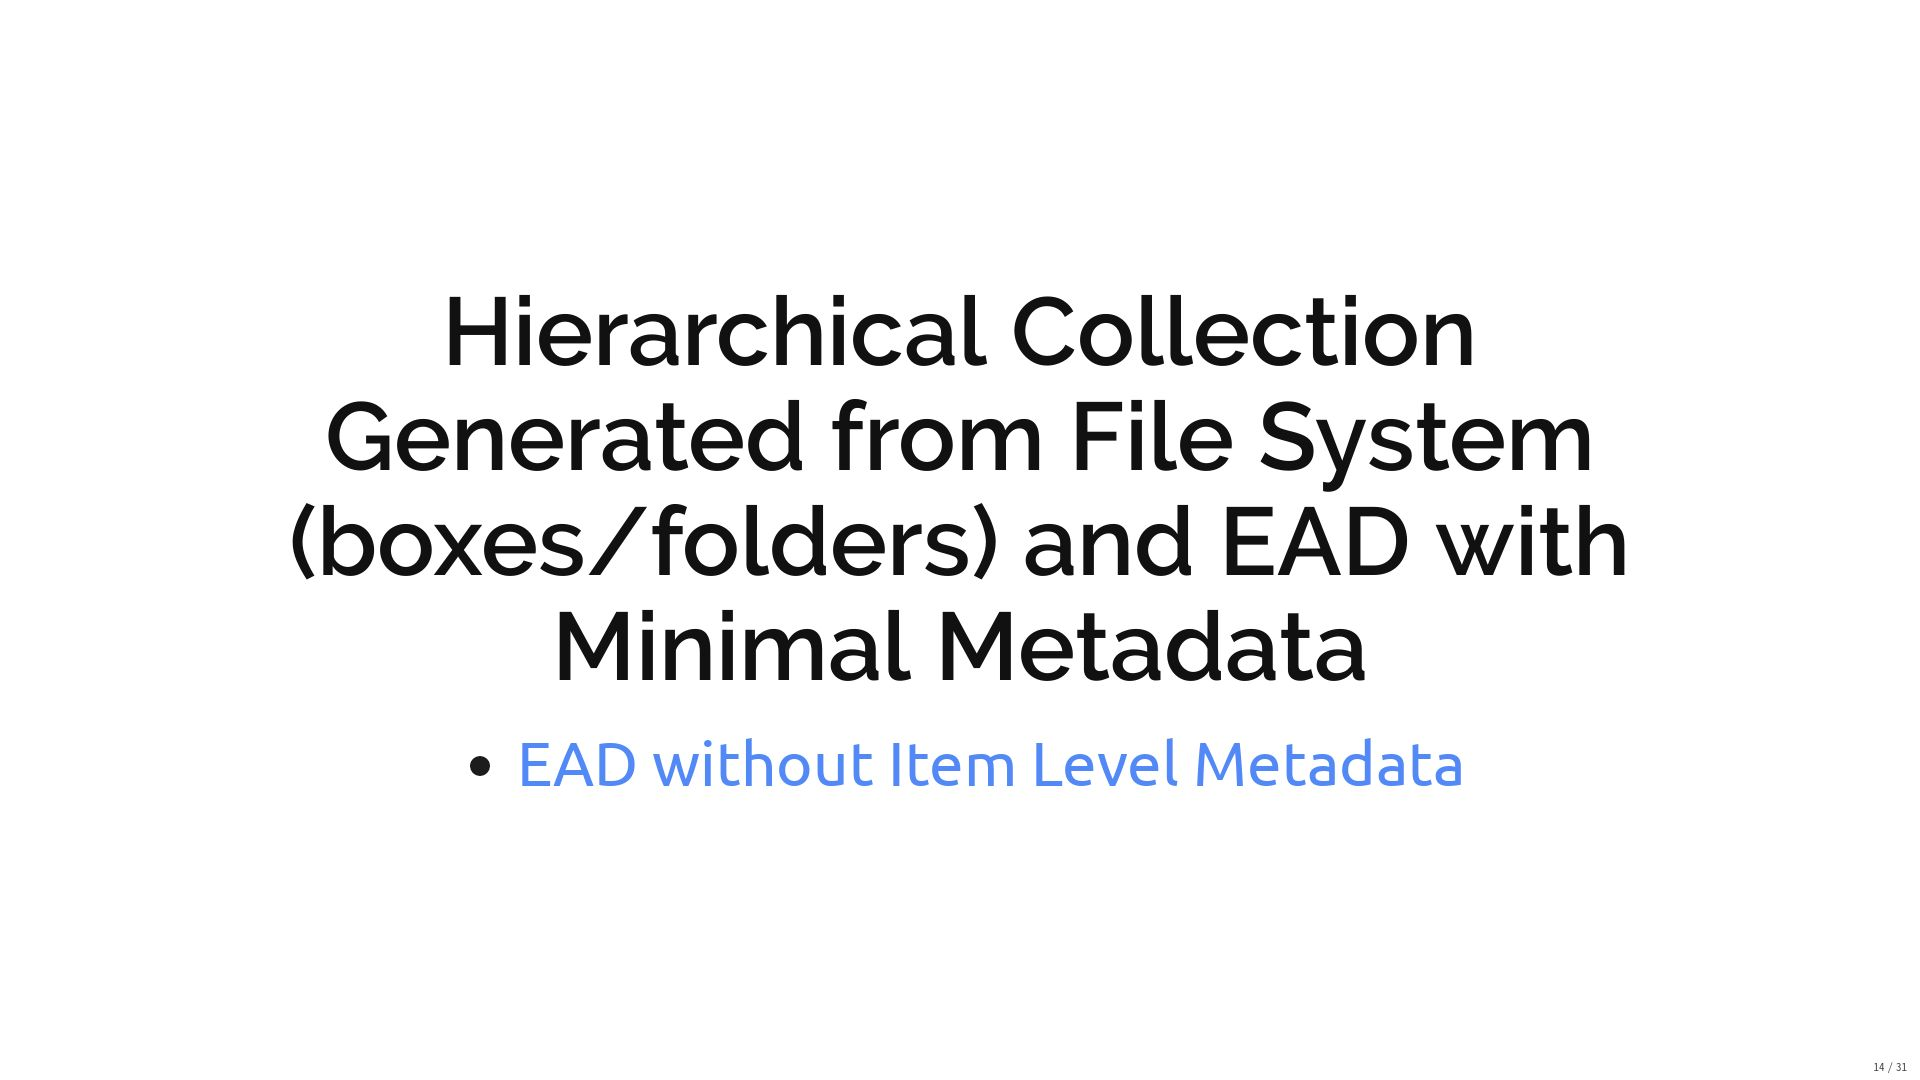 Hierarchical Collection
Generated from File System
(boxes/folders) and EAD with
Minimal Metadata
• EAD without Item Level Metadata
14 / 31